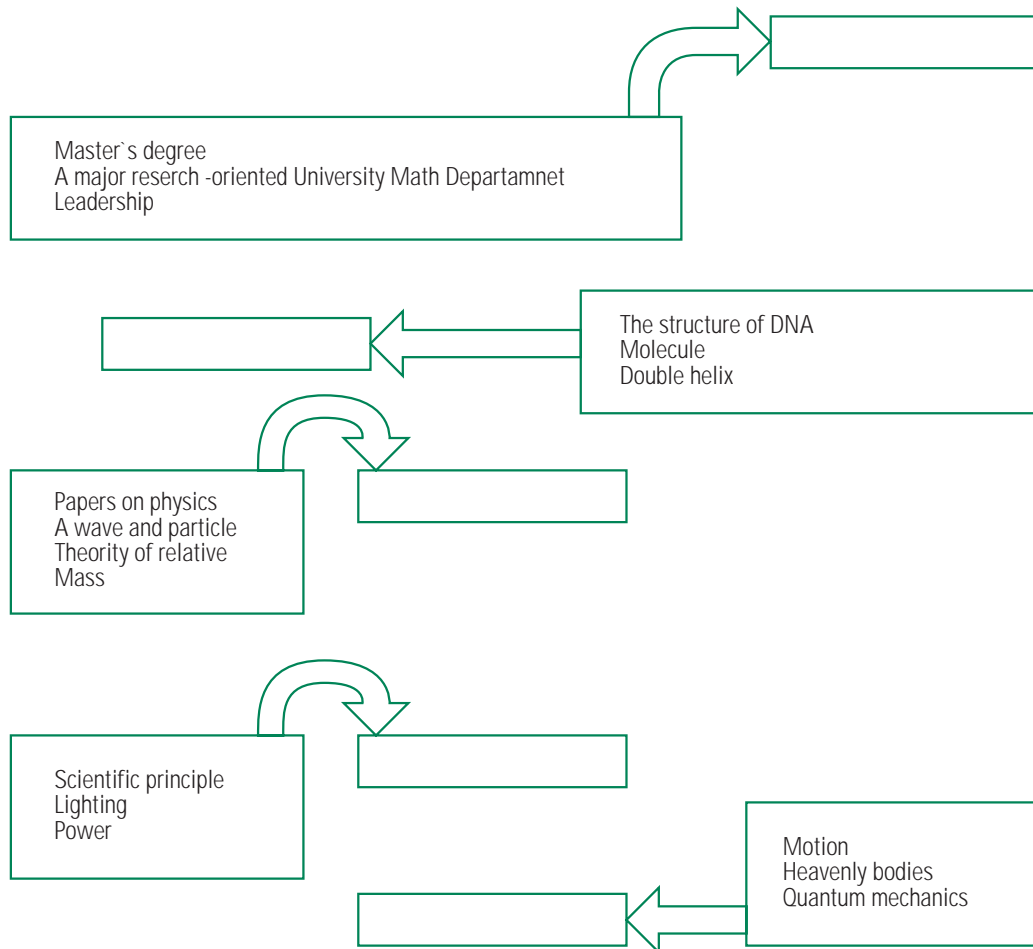 Master`s degree
A major reserch -oriented University Math Departamnet
Leadership
The structure of DNA
Molecule
Double helix
Papers on physics
A wave and particle
Theority of relative
Mass
Scientific principle
Lighting
Power
Motion
Heavenly bodies
Quantum mechanics